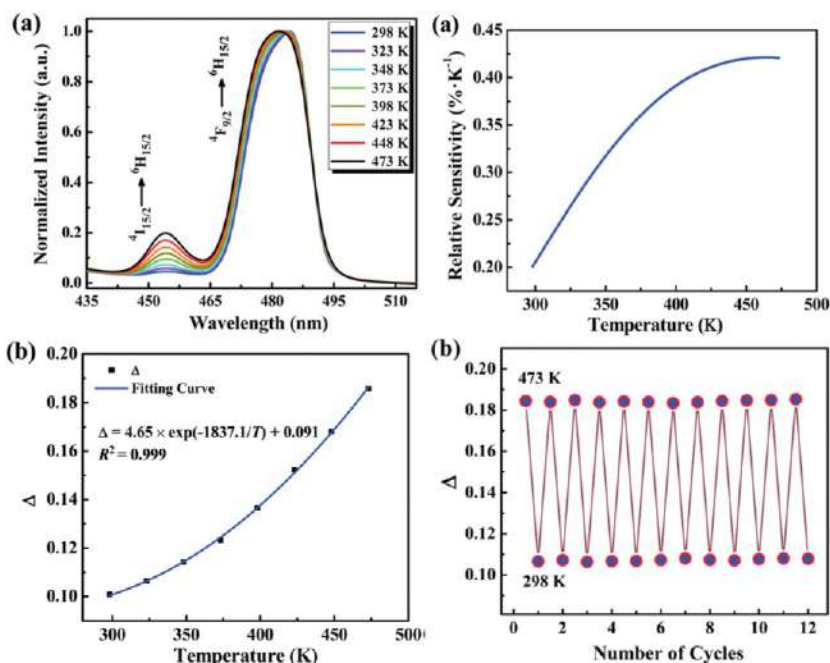 (a)
1.0
0.8
0.6
0.4
0.2
0.0
Normalized Intensity (a.u.)
⁴I₁₅/₂ → ⁶H₁₅/₂
⁴F₉/₂ → ⁶H₁₅/₂
298 K
323 K
348 K
373 K
398 K
423 K
448 K
473 K
435 450 465 480 495
Wavelength (nm)
(a)
0.45
0.40
0.35
0.30
0.25
0.20
Relative Sensitivity (%·K⁻¹)
300 350 400 450 500
Temperature (K)
(b)
0.20
0.18
0.16
0.14
0.12
0.10
Δ
Δ
Fitting Curve
Δ = 4.65 × exp(-1837.1/T) + 0.091
R² = 0.999
300 350 400 450 500
Temperature (K)
(b)
0.20
0.18
0.16
0.14
0.12
0.10
Δ
473 K
298 K
0 2 4 6 8 10 12
Number of Cycles